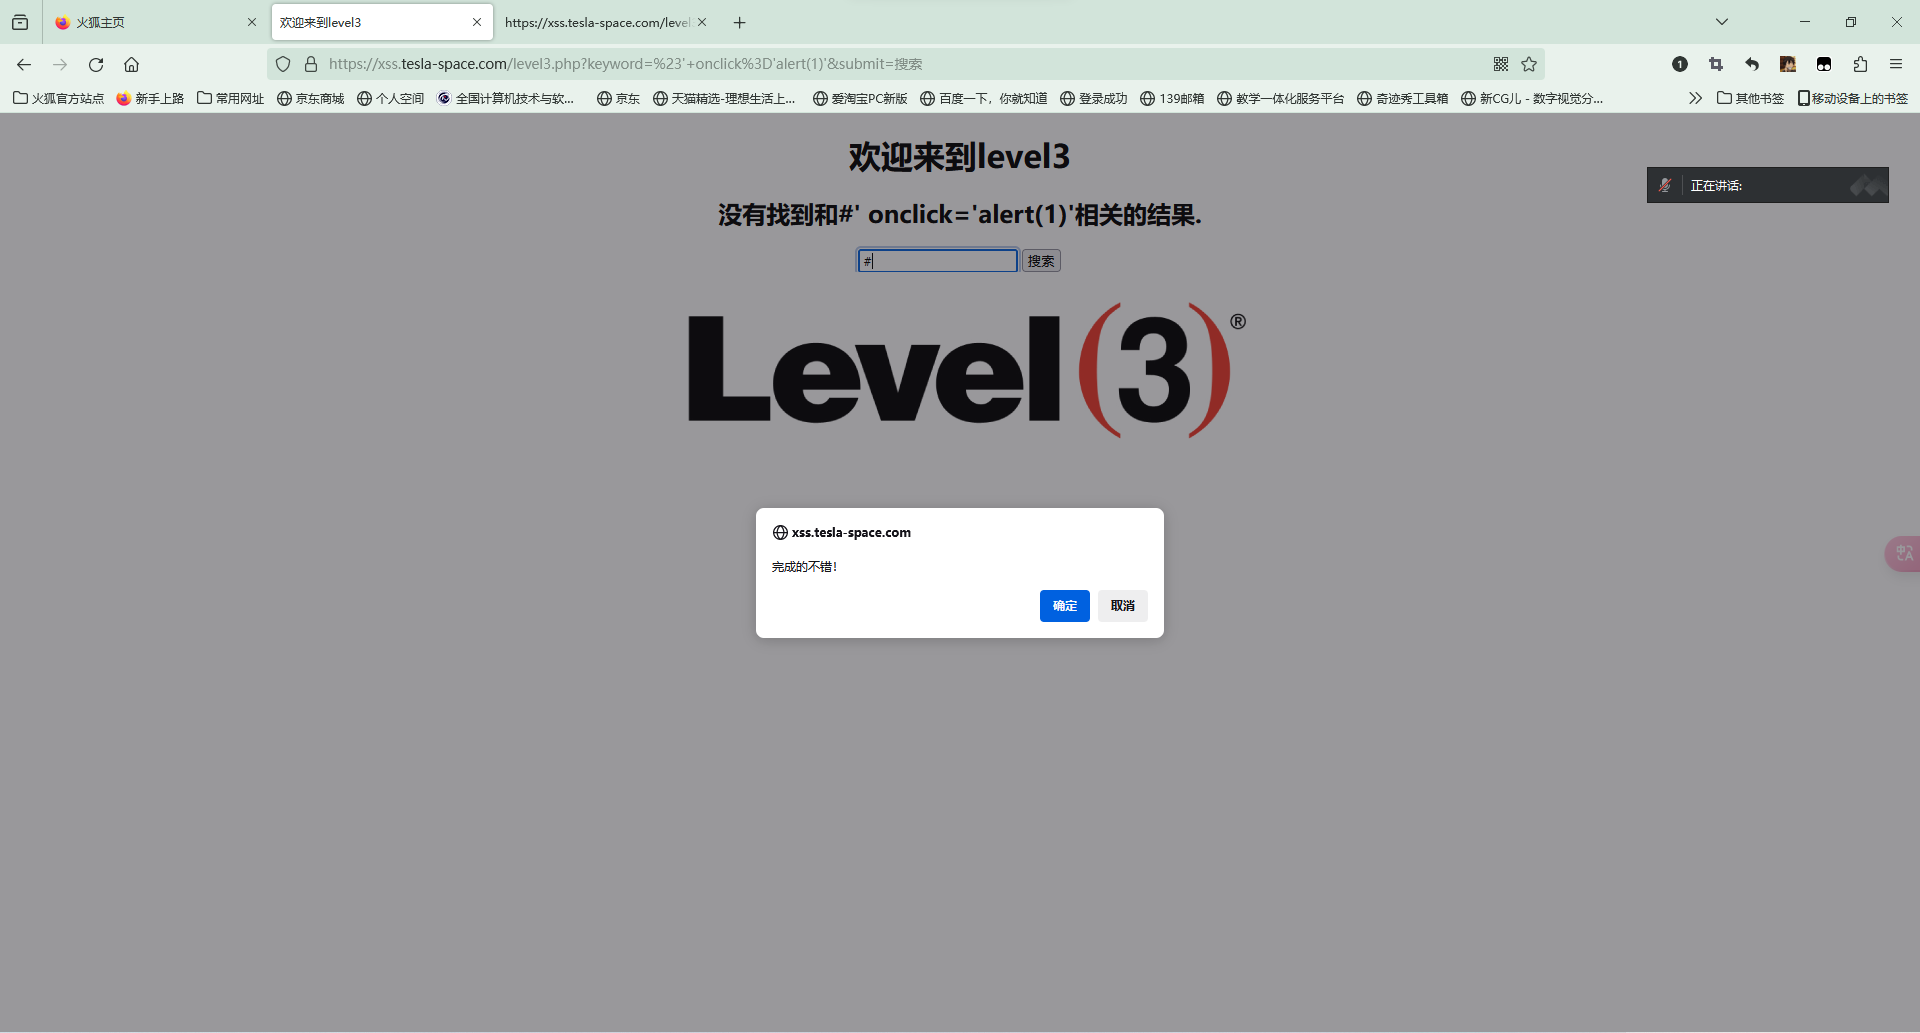 火狐主页
欢迎来到level3
https://xss.tesla-space.com/level
https://xss.tesla-space.com/level3.php?keyword=%23'+onclick%3D'alert(1)'&submit=搜索
1
火狐官方站点 新手上路 常用网址 京东商城 个人空间 全国计算机技术与软... 京东 天猫精选-理想生活上... 爱淘宝PC新版 百度一下，你就知道 登录成功 139邮箱 教学一体化服务平台 奇迹秀工具箱 新CG儿 - 数字视觉分... 其他书签 移动设备上的书签
欢迎来到level3
正在讲话:
没有找到和#' onclick='alert(1)'相关的结果.
# 搜索
Level (3)®
xss.tesla-space.com
完成的不错!
确定 取消
中A